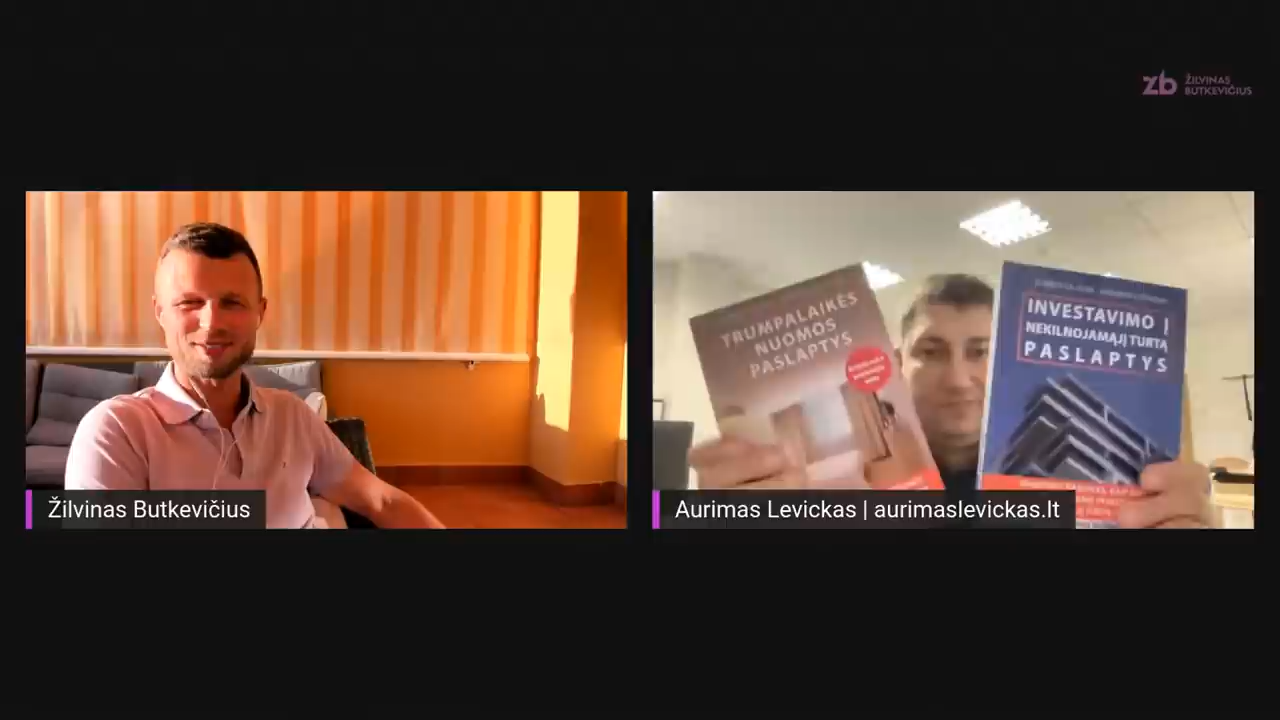 zb ŽILVINAS
BUTKEVIČIUS
TRUMPALAIKĖS
NUOMOS
PASLAPTYS
INVESTAVIMO Į
NEKILNOJAMĄJĮ TURTĄ
PASLAPTYS
Žilvinas Butkevičius
Aurimas Levickas | aurimaslevickas.lt